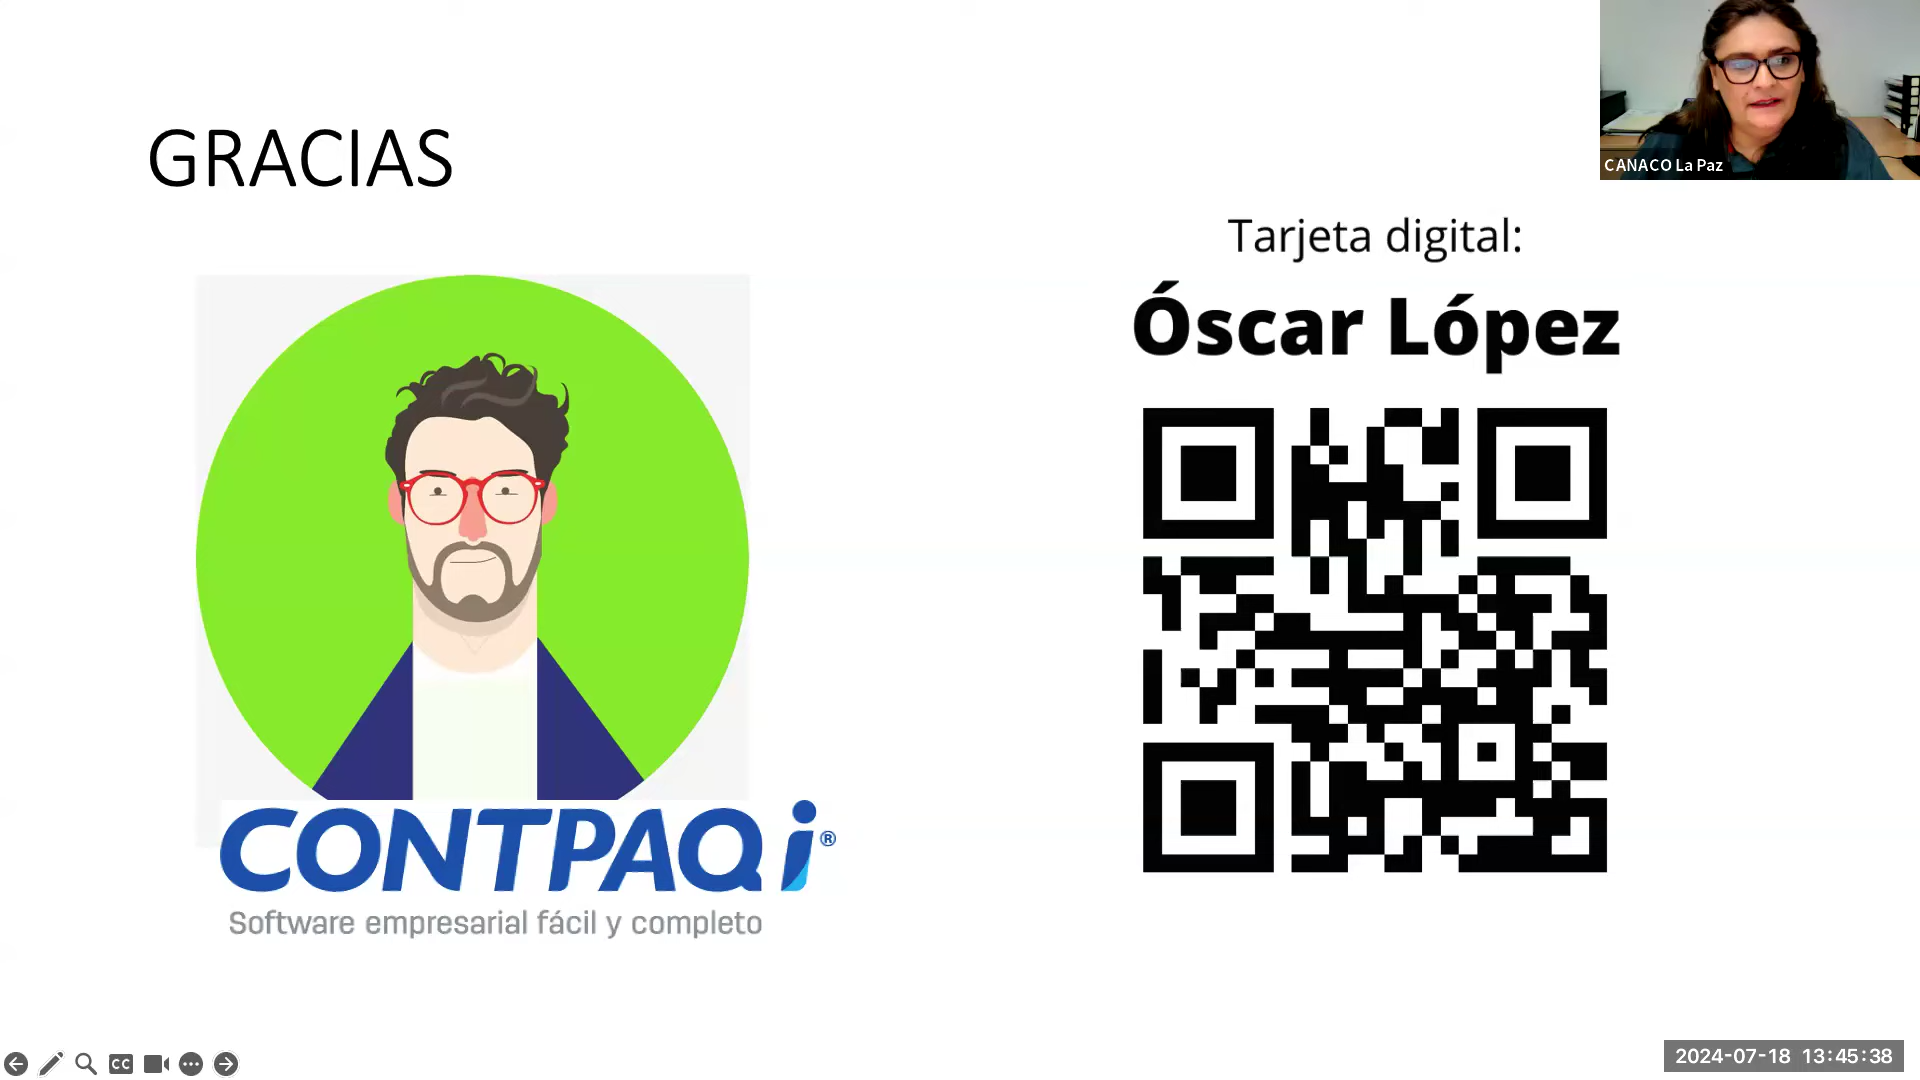 GRACIAS
CANACO La Paz
Tarjeta digital:
Óscar López
CONTPAQi®
Software empresarial fácil y completo
CC
2024-07-18 13:45:38